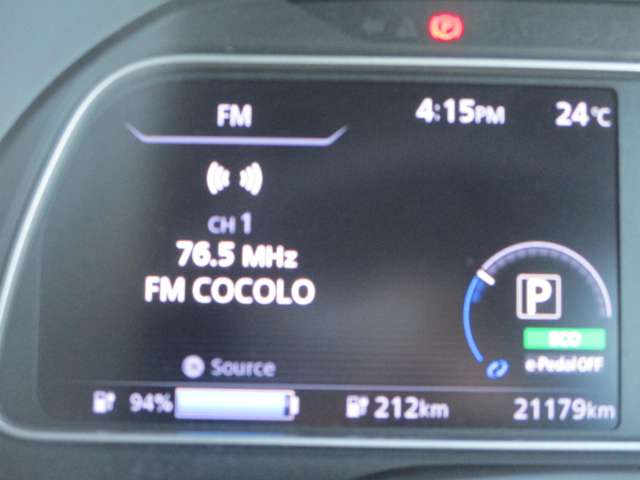 FM
4:15PM
24°C
CH 1
76.5 MHz
FM COCOLO
P
ECO
e-Pedal OFF
Source
94%
212km
21179km